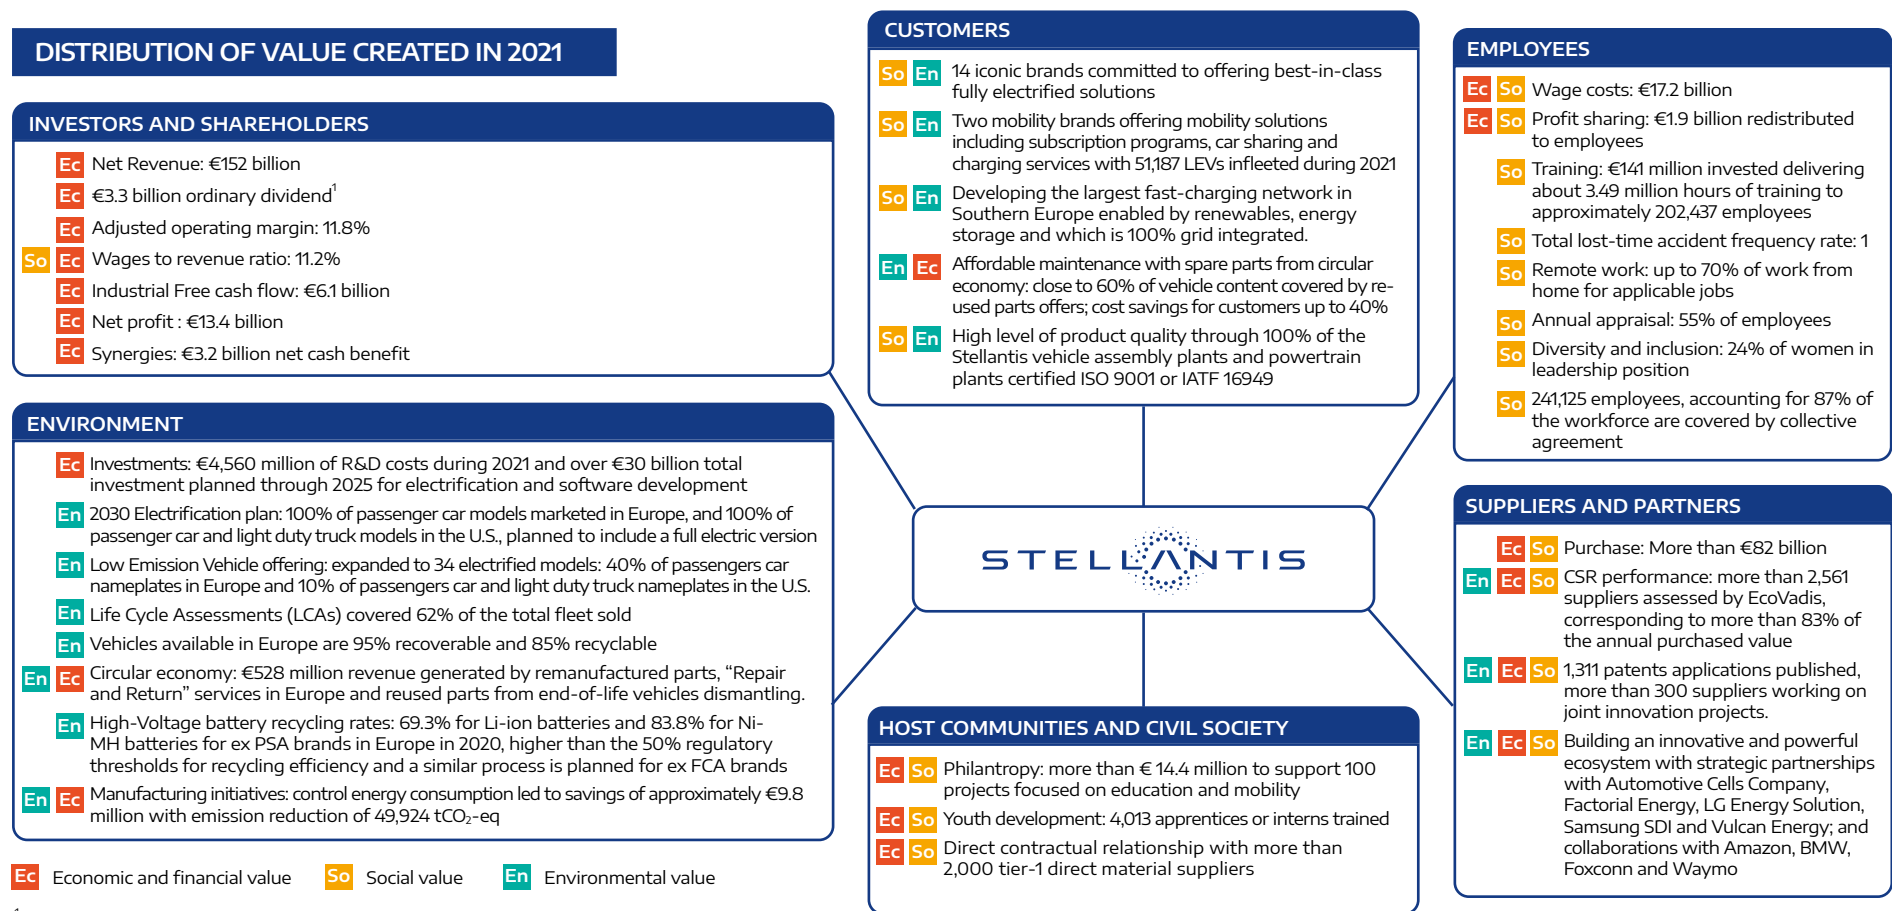 DISTRIBUTION OF VALUE CREATED IN 2021
INVESTORS AND SHAREHOLDERS
Ec Net Revenue: €152 billion
Ec €3.3 billion ordinary dividend¹
Ec Adjusted operating margin: 11.8%
So Ec Wages to revenue ratio: 11.2%
Ec Industrial Free cash flow: €6.1 billion
Ec Net profit : €13.4 billion
Ec Synergies: €3.2 billion net cash benefit
ENVIRONMENT
Ec Investments: €4,560 million of R&D costs during 2021 and over €30 billion total
investment planned through 2025 for electrification and software development
En 2030 Electrification plan: 100% of passenger car models marketed in Europe, and 100% of
passenger car and light duty truck models in the U.S., planned to include a full electric version
En Low Emission Vehicle offering: expanded to 34 electrified models: 40% of passengers car
nameplates in Europe and 10% of passengers car and light duty truck nameplates in the U.S.
En Life Cycle Assessments (LCAs) covered 62% of the total fleet sold
En Vehicles available in Europe are 95% recoverable and 85% recyclable
En Ec Circular economy: €528 million revenue generated by remanufactured parts, “Repair
and Return” services in Europe and reused parts from end-of-life vehicles dismantling.
En High-Voltage battery recycling rates: 69.3% for Li-ion batteries and 83.8% for Ni-
MH batteries for ex PSA brands in Europe in 2020, higher than the 50% regulatory
thresholds for recycling efficiency and a similar process is planned for ex FCA brands
En Ec Manufacturing initiatives: control energy consumption led to savings of approximately €9.8
million with emission reduction of 49,924 tCO₂-eq
Ec Economic and financial value So Social value En Environmental value
1
CUSTOMERS
So En 14 iconic brands committed to offering best-in-class
fully electrified solutions
So En Two mobility brands offering mobility solutions
including subscription programs, car sharing and
charging services with 51,187 LEVs infleeted during 2021
So En Developing the largest fast-charging network in
Southern Europe enabled by renewables, energy
storage and which is 100% grid integrated.
En Ec Affordable maintenance with spare parts from circular
economy: close to 60% of vehicle content covered by re-
used parts offers; cost savings for customers up to 40%
So En High level of product quality through 100% of the
Stellantis vehicle assembly plants and powertrain
plants certified ISO 9001 or IATF 16949
STELLANTIS
HOST COMMUNITIES AND CIVIL SOCIETY
Ec So Philantropy: more than € 14.4 million to support 100
projects focused on education and mobility
Ec So Youth development: 4,013 apprentices or interns trained
Ec So Direct contractual relationship with more than
2,000 tier-1 direct material suppliers
EMPLOYEES
Ec So Wage costs: €17.2 billion
Ec So Profit sharing: €1.9 billion redistributed
to employees
So Training: €141 million invested delivering
about 3.49 million hours of training to
approximately 202,437 employees
So Total lost-time accident frequency rate: 1
So Remote work: up to 70% of work from
home for applicable jobs
So Annual appraisal: 55% of employees
So Diversity and inclusion: 24% of women in
leadership position
So 241,125 employees, accounting for 87% of
the workforce are covered by collective
agreement
SUPPLIERS AND PARTNERS
Ec So Purchase: More than €82 billion
En Ec So CSR performance: more than 2,561
suppliers assessed by EcoVadis,
corresponding to more than 83% of
the annual purchased value
En Ec So 1,311 patents applications published,
more than 300 suppliers working on
joint innovation projects.
En Ec So Building an innovative and powerful
ecosystem with strategic partnerships
with Automotive Cells Company,
Factorial Energy, LG Energy Solution,
Samsung SDI and Vulcan Energy; and
collaborations with Amazon, BMW,
Foxconn and Waymo